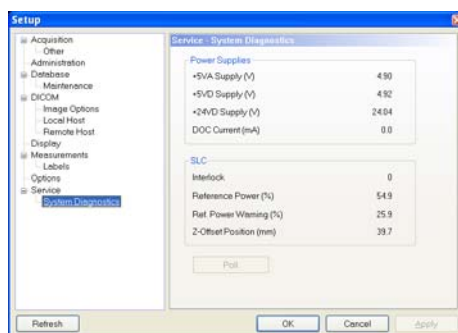 Setup
Acquisition
Other
Administration
Database
Maintenance
DICOM
Image Options
Local Host
Remote Host
Display
Measurements
Labels
Options
Service
System Diagnostics
Service - System Diagnostics
Power Supplies
+5VA Supply (V) 4.90
+5VD Supply (V) 4.92
+24VD Supply (V) 24.04
DOC Current (mA) 0.0
SLC
Interlock 0
Reference Power (%) 54.9
Ref. Power Warning (%) 25.9
Z-Offset Position (mm) 39.7
Poll
Refresh
OK Cancel Apply